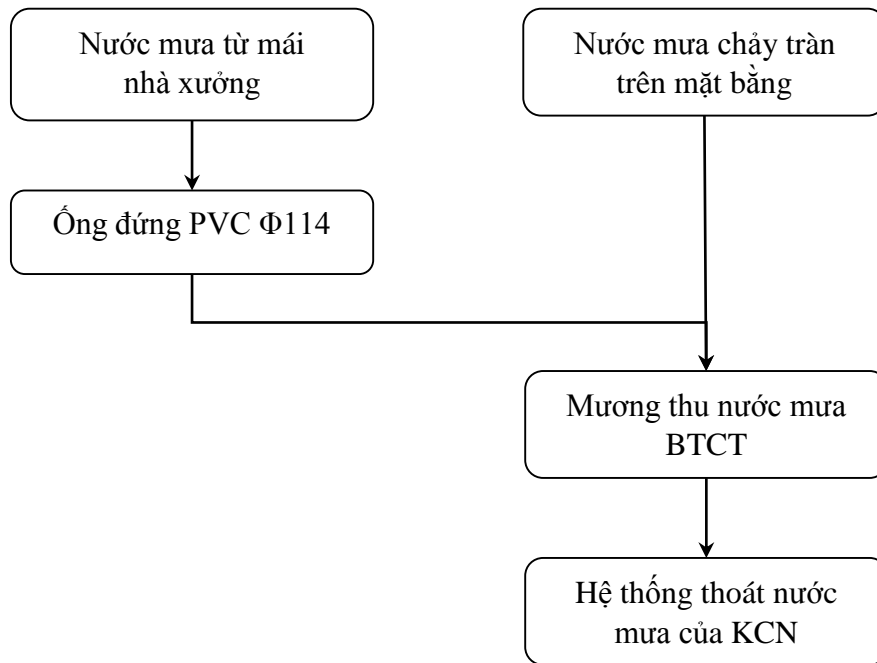 Nước mưa từ mái
nhà xưởng
Nước mưa chảy tràn
trên mặt bằng
Ống đứng PVC Φ114
Mương thu nước mưa
BTCT
Hệ thống thoát nước
mưa của KCN